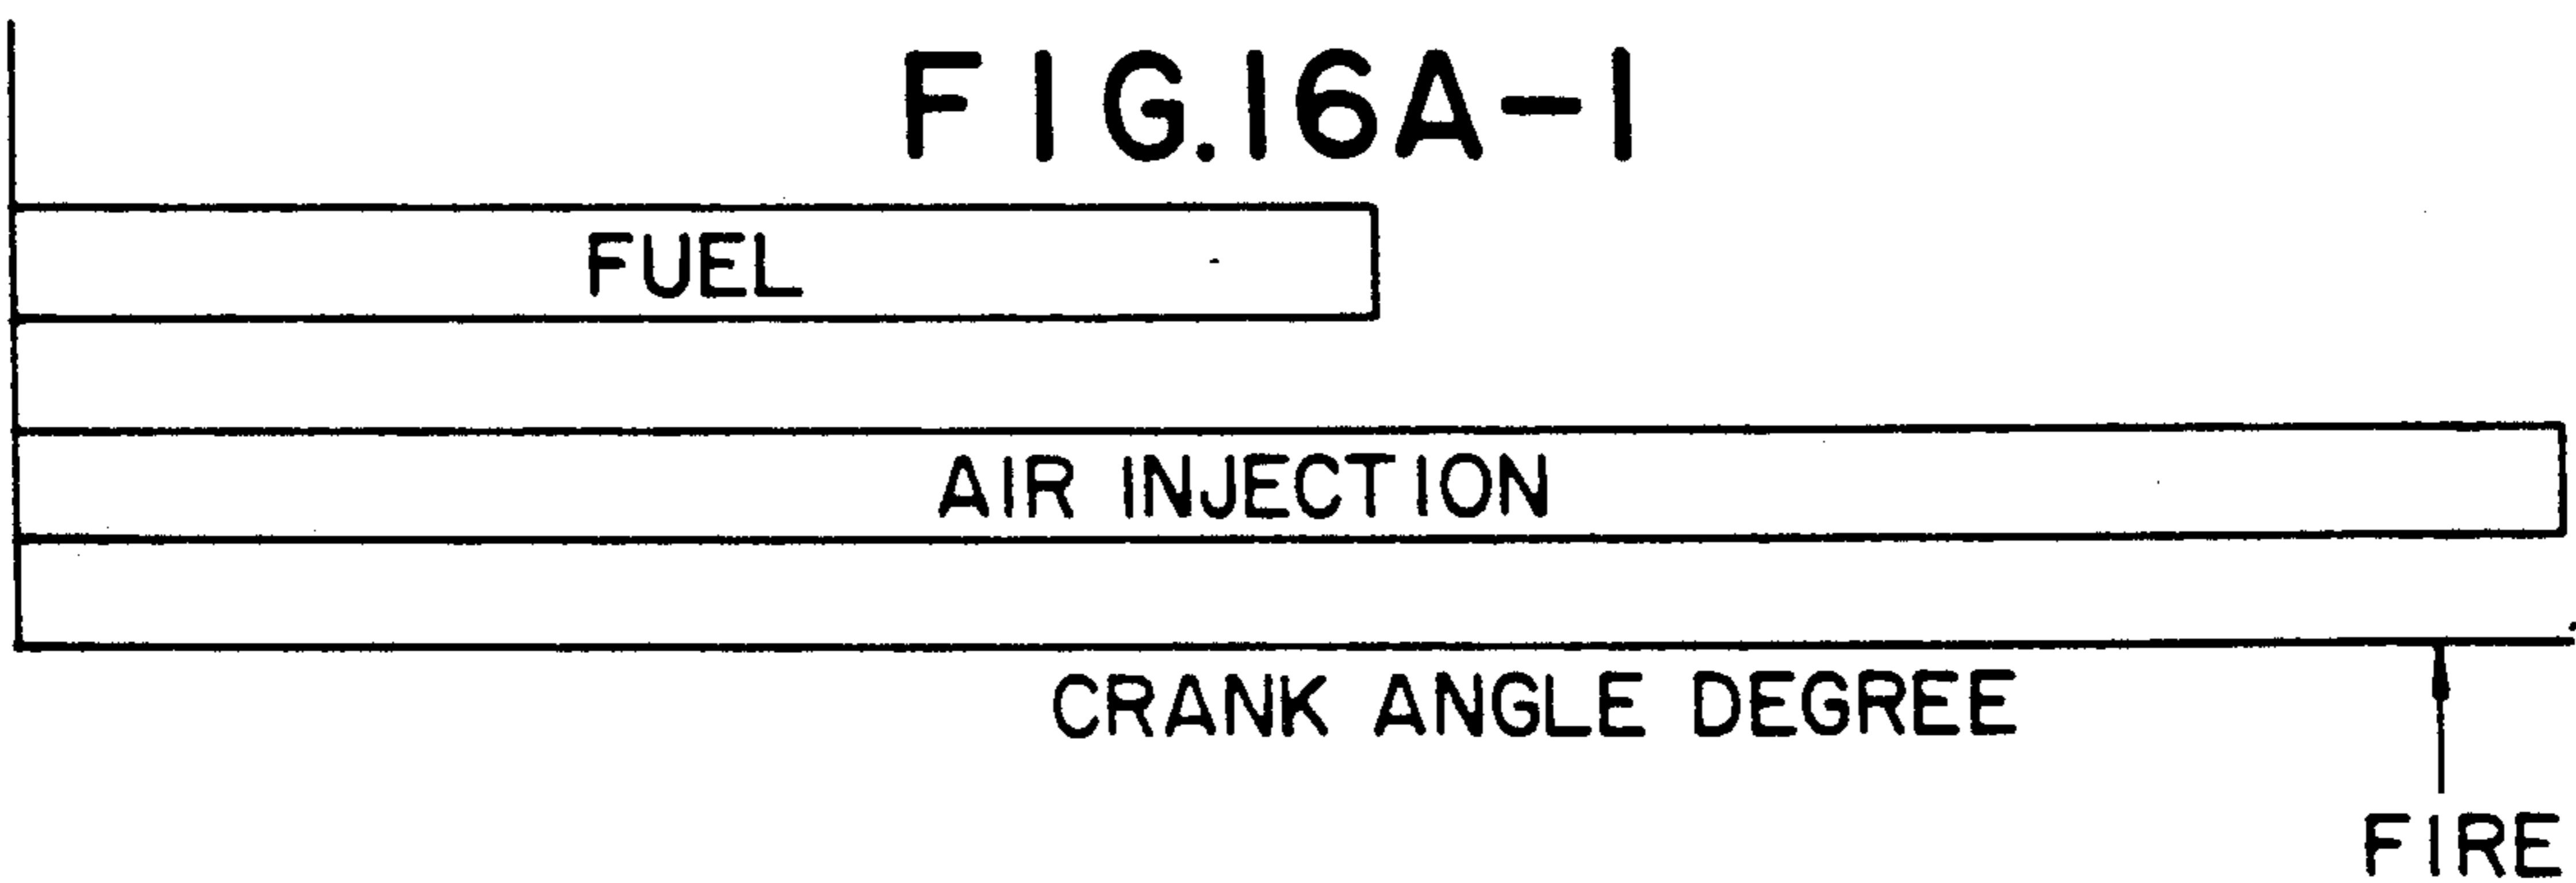 FIG.16A-1
FUEL
AIR INJECTION
CRANK ANGLE DEGREE
FIRE